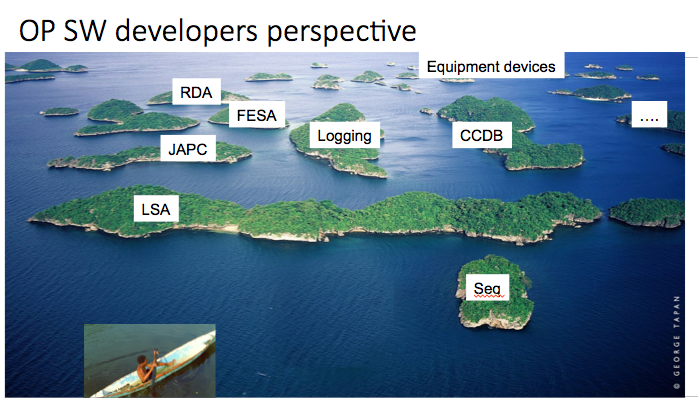 OP SW developers perspective
Equipment devices
RDA
FESA
....
Logging
CCDB
JAPC
LSA
Seq
© GEORGE TAPAN